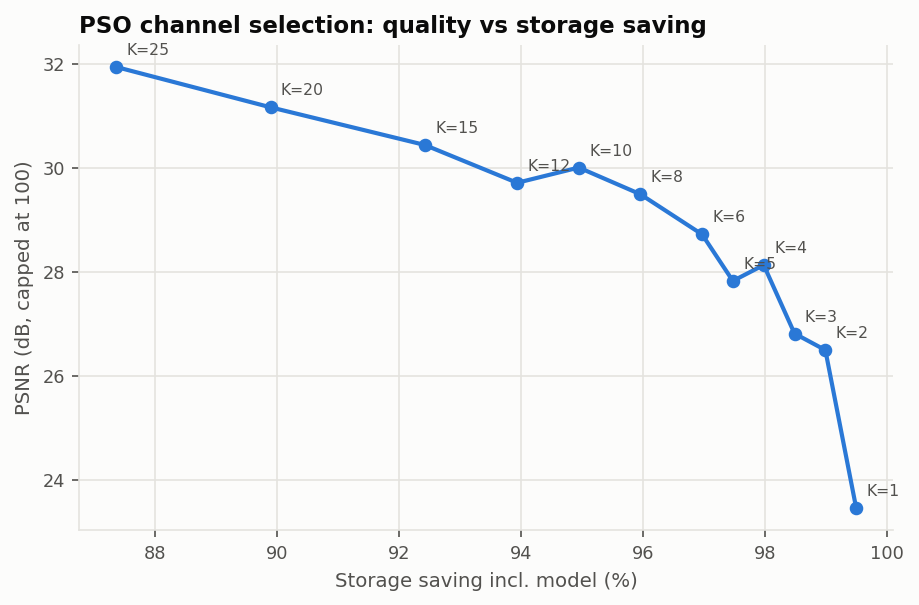 PSO channel selection: quality vs storage saving
K=25
K=20
K=15
K=12
K=10
K=8
K=6
K=5
K=4
K=3
K=2
K=1
32
30
28
26
24
PSNR (dB, capped at 100)
88
90
92
94
96
98
100
Storage saving incl. model (%)